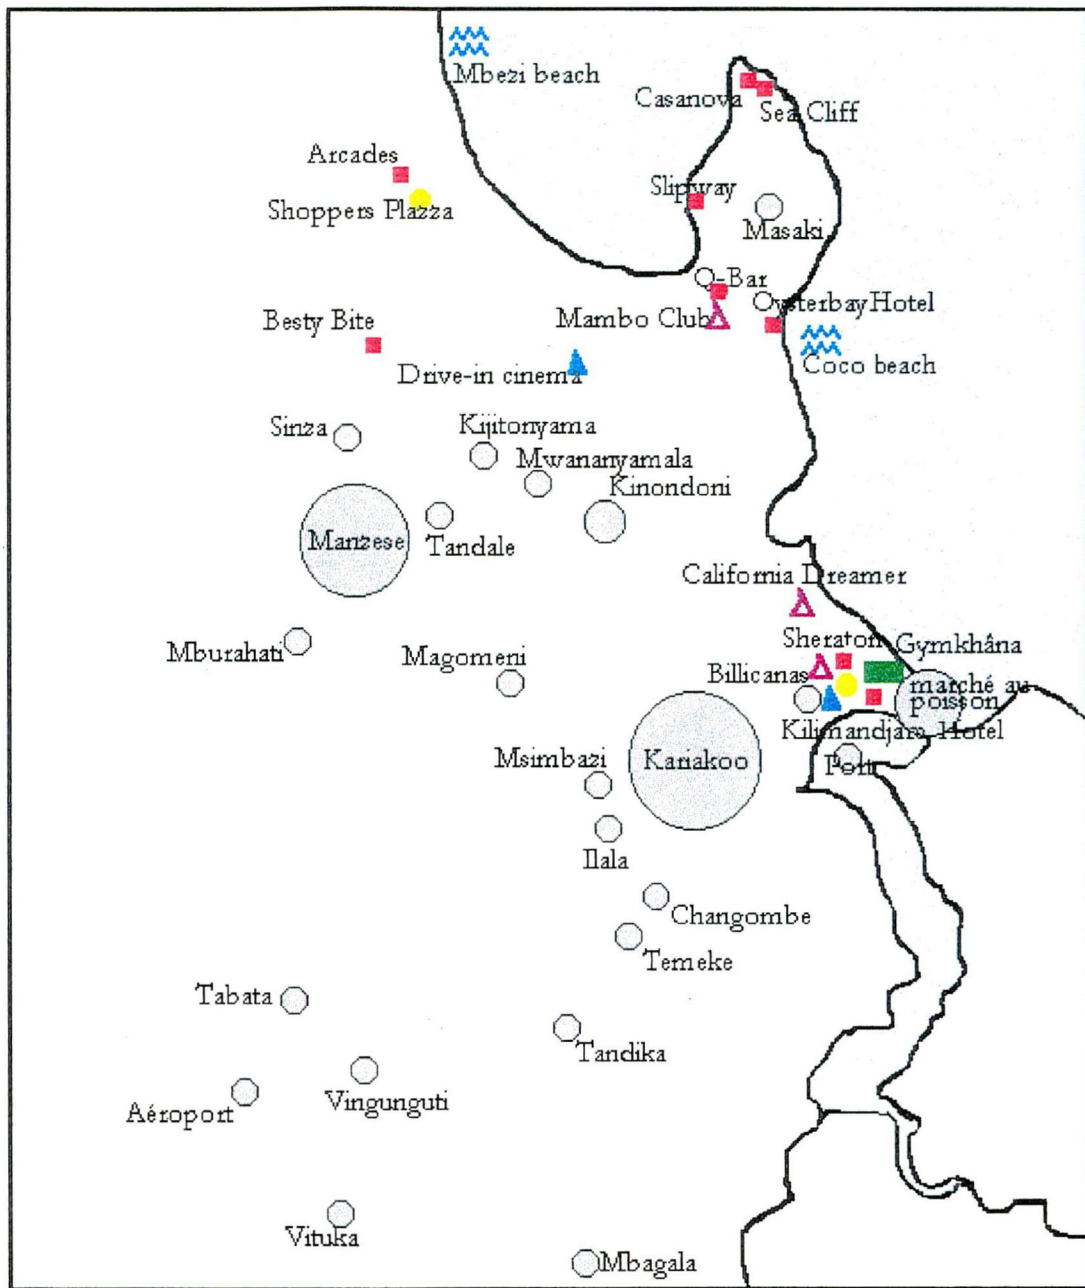 Mbezi beach
Casanova
Sea Cliff
Arcades
Slipway
Shoppers Plazza
Masaki
Q-Bar
Oysterbay Hotel
Mambo Club
Besty Bite
Coco beach
Drive-in cinema
Sinza
Kijitonyama
Mwananyamala
Kinondoni
Manzese
Tandale
California Dreamer
Sheraton
Gymkhâna
Mburahati
Magomeni
Billicanas
marché au
poisson
Kilimandjaro Hotel
Msimbazi
Kariakoo
Port
Ilala
Changombe
Temeke
Tabata
Tandika
Vingunguti
Aéroport
Vituka
Mbagala